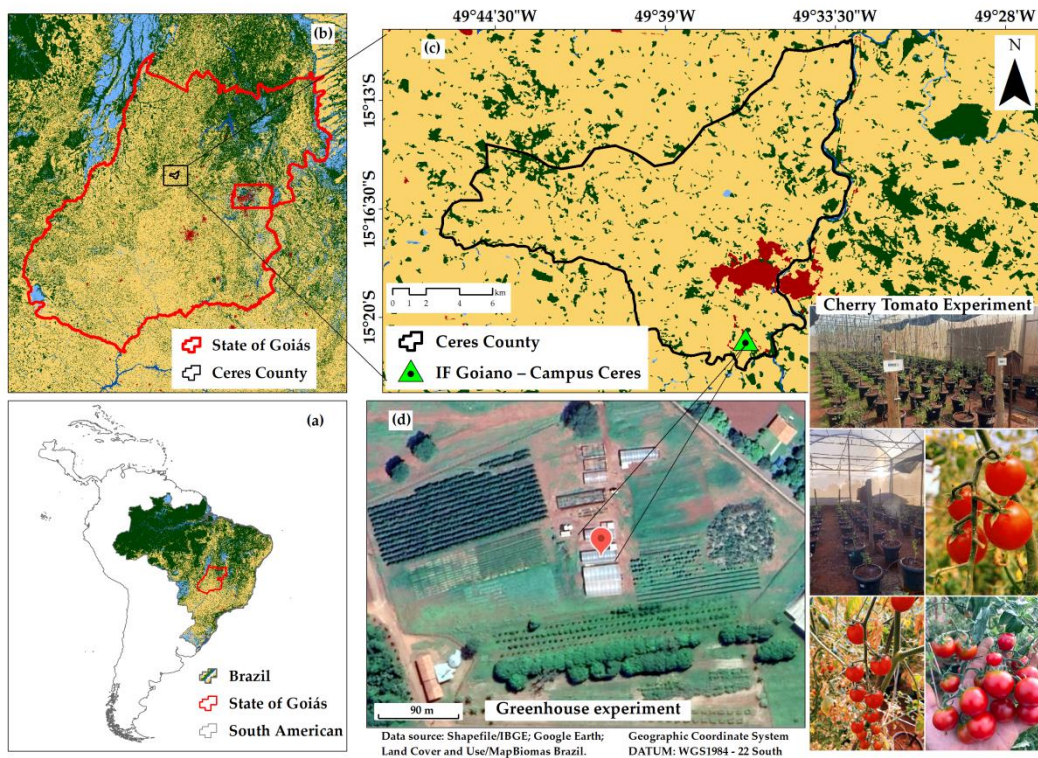 49°44'30"W 49°39'W 49°33'30"W 49°28'W
(b)
State of Goiás
Ceres County
(c)
N
15°13'S
15°16'30"S
15°20'S
0 1 2 4 6 km
Ceres County
IF Goiano – Campus Ceres
Cherry Tomato Experiment
(a)
Brazil
State of Goiás
South American
(d)
90 m
Greenhouse experiment
Data source: Shapefile/IBGE; Google Earth;
Land Cover and Use/MapBiomas Brazil.
Geographic Coordinate System
DATUM: WGS1984 - 22 South